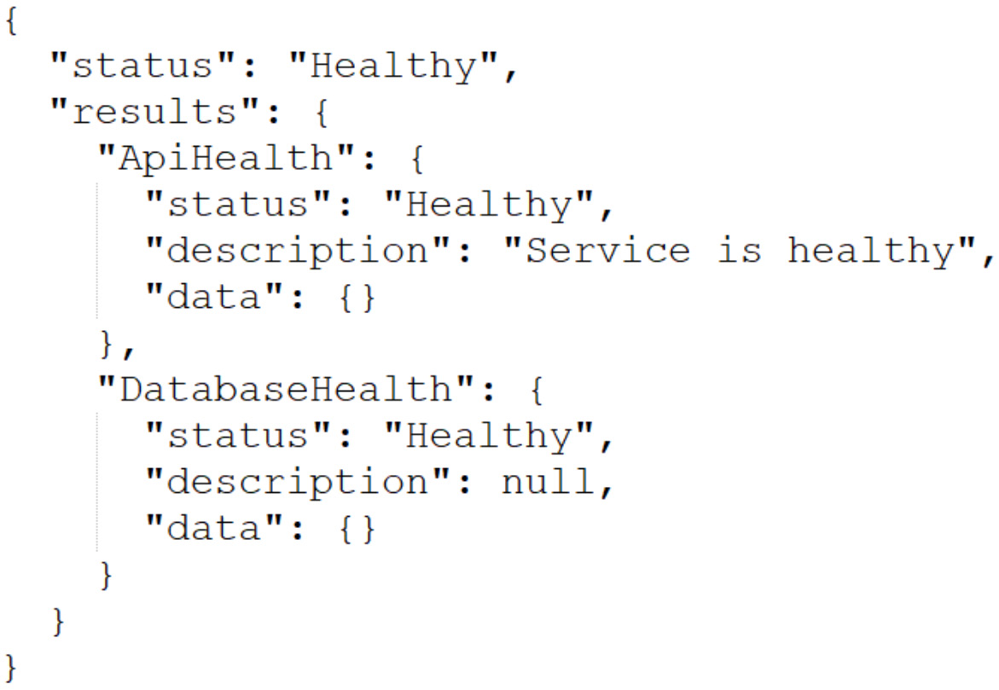 {
  "status": "Healthy",
  "results": {
    "ApiHealth": {
      "status": "Healthy",
      "description": "Service is healthy",
      "data": {}
    },
    "DatabaseHealth": {
      "status": "Healthy",
      "description": null,
      "data": {}
    }
  }
}